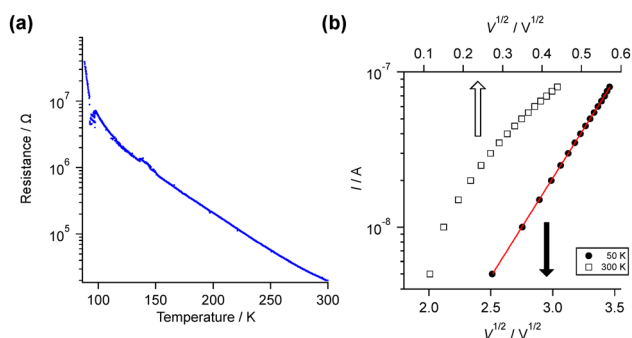 (a)
10^7
10^6
10^5
Resistance / Ω
100 150 200 250 300
Temperature / K
(b)
V^1/2 / V^1/2
0.1 0.2 0.3 0.4 0.5 0.6
10^-7
10^-8
I / A
50 K
300 K
2.0 2.5 3.0 3.5
V^1/2 / V^1/2